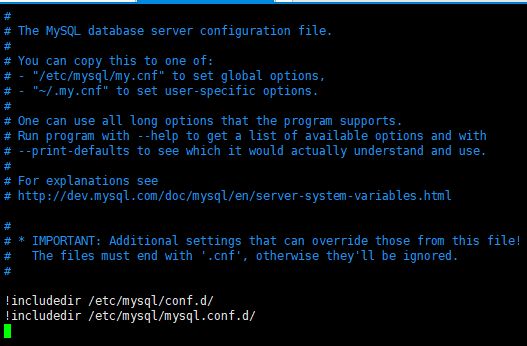 #
# The MySQL database server configuration file.
#
# You can copy this to one of:
# - "/etc/mysql/my.cnf" to set global options,
# - "~/.my.cnf" to set user-specific options.
#
# One can use all long options that the program supports.
# Run program with --help to get a list of available options and with
# --print-defaults to see which it would actually understand and use.
#
# For explanations see
# http://dev.mysql.com/doc/mysql/en/server-system-variables.html
#
# * IMPORTANT: Additional settings that can override those from this file!
#   The files must end with '.cnf', otherwise they'll be ignored.
#
!includedir /etc/mysql/conf.d/
!includedir /etc/mysql/mysql.conf.d/